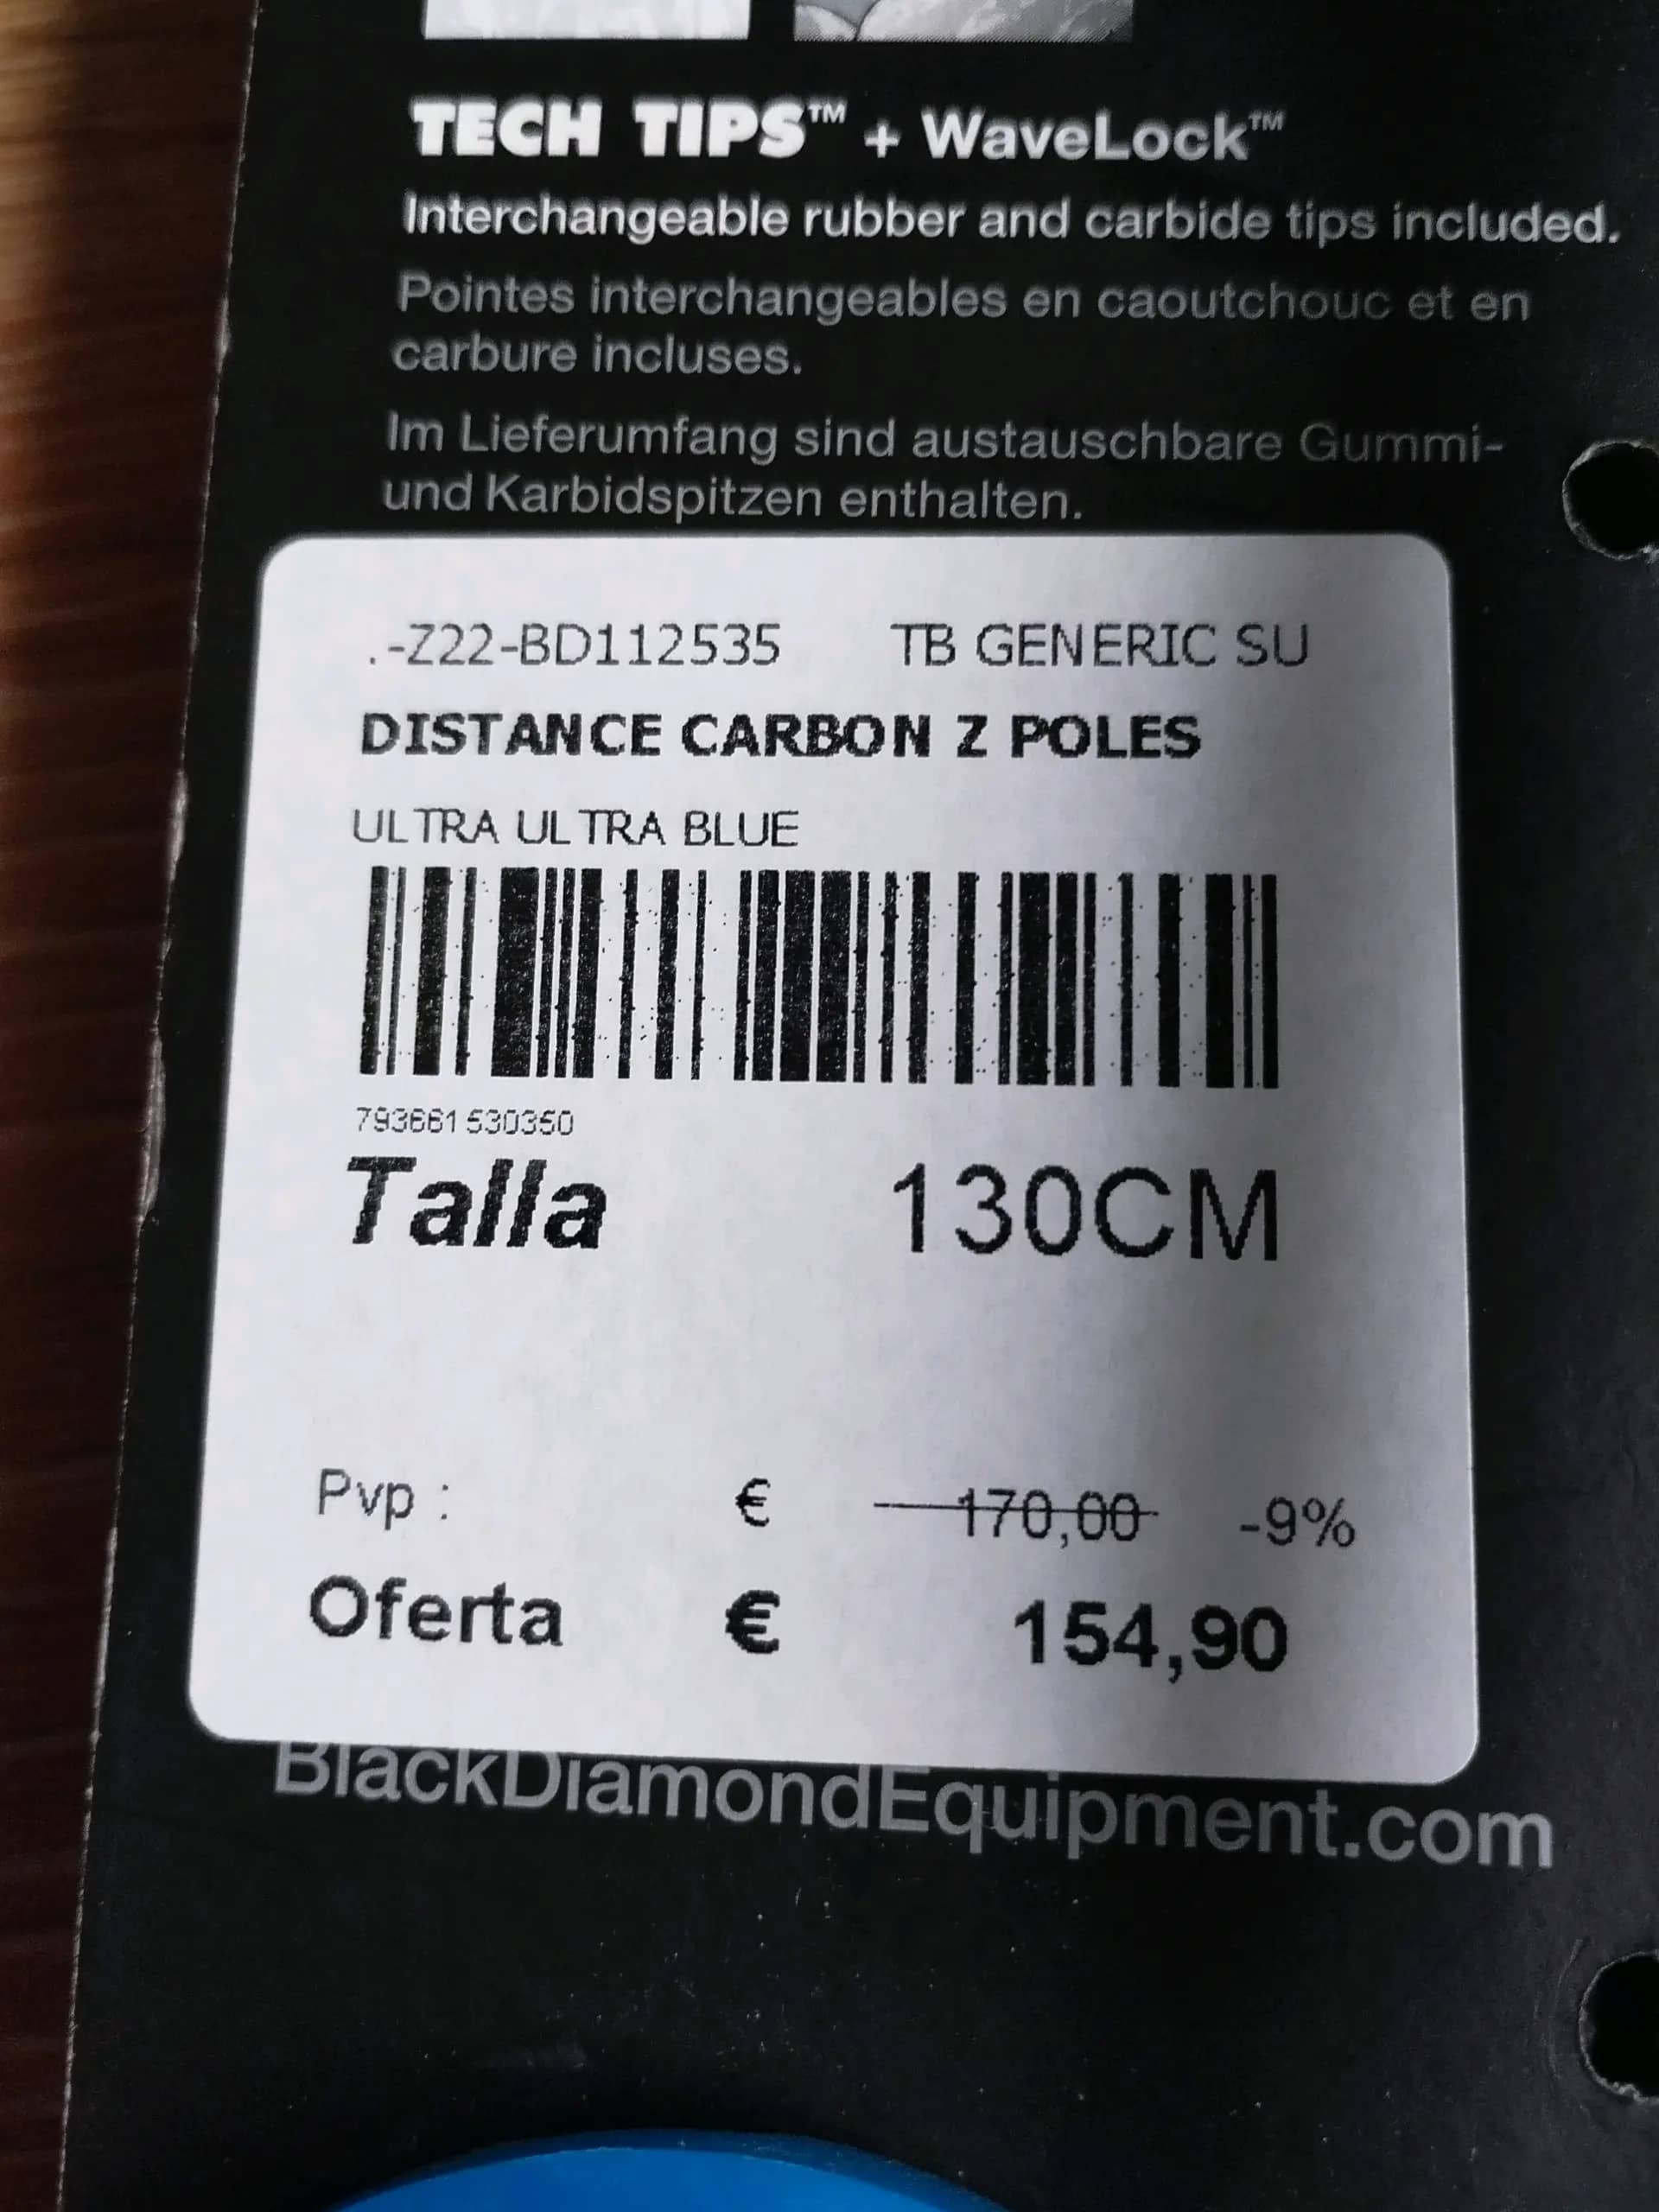 TECH TIPS™ + WaveLock™
Interchangeable rubber and carbide tips included.
Pointes interchangeables en caoutchouc et en
carbure incluses.
Im Lieferumfang sind austauschbare Gummi-
und Karbidspitzen enthalten.
.-Z22-BD112535 TB GENERIC SU
DISTANCE CARBON Z POLES
ULTRA ULTRA BLUE
793661530350
Talla 130CM
Pvp : € 170,00 -9%
Oferta € 154,90
BlackDiamondEquipment.com